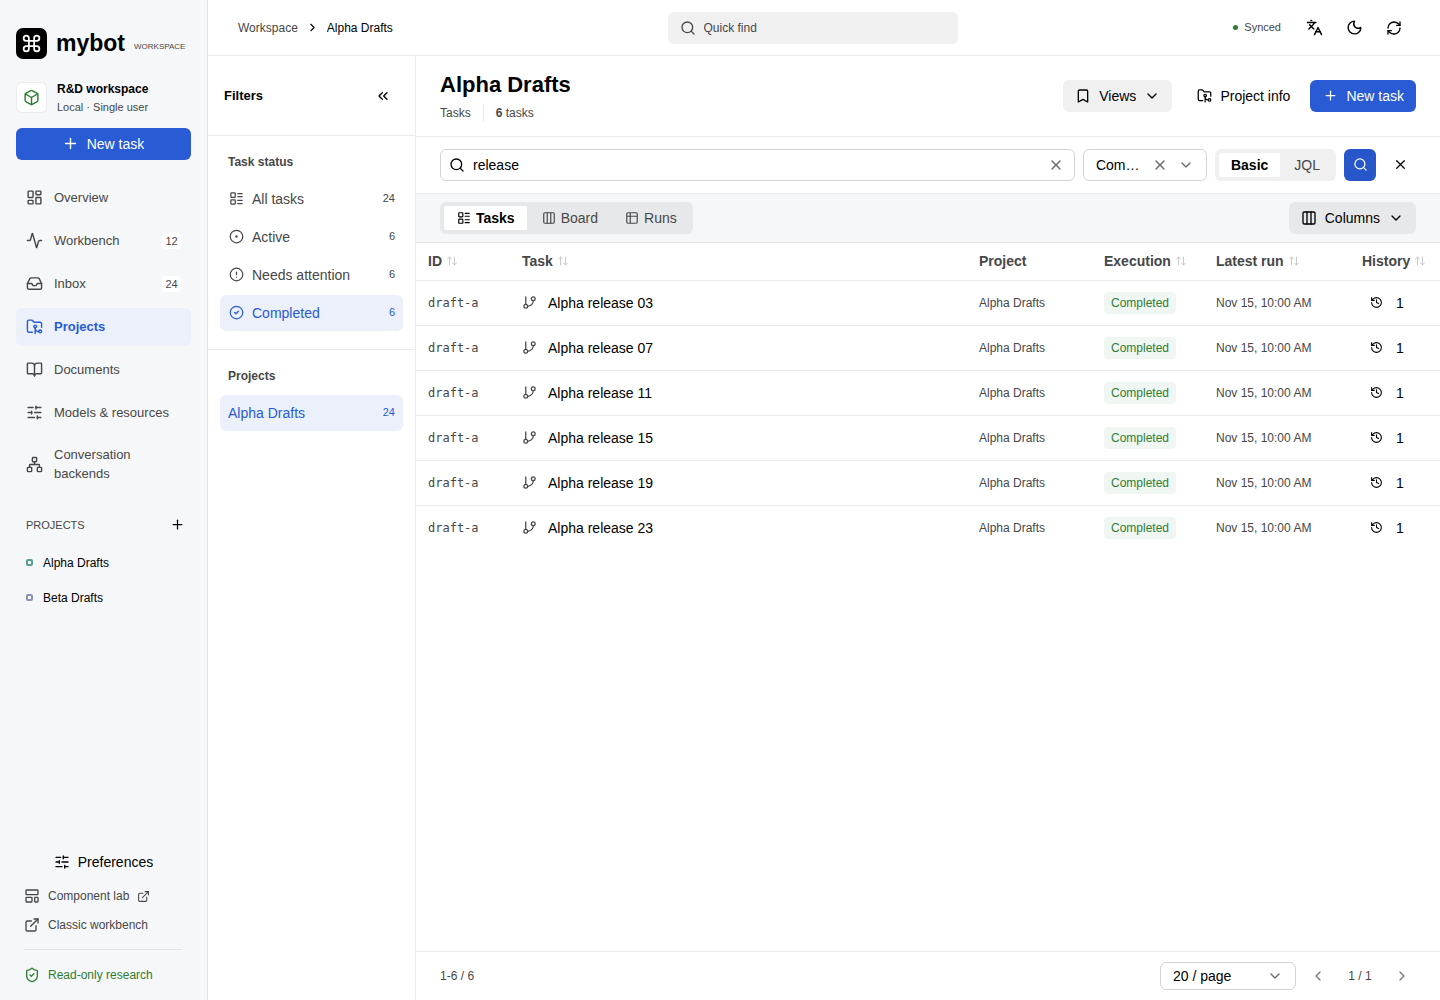 mybot WORKSPACE
R&D workspace
Local · Single user
New task
Overview
Workbench 12
Inbox 24
Projects
Documents
Models & resources
Conversation
backends
PROJECTS
Alpha Drafts
Beta Drafts
Preferences
Component lab
Classic workbench
Read-only research
Workspace Alpha Drafts
Quick find
Synced
Filters
Task status
All tasks 24
Active 6
Needs attention 6
Completed 6
Projects
Alpha Drafts 24
Alpha Drafts
Tasks 6 tasks
Views
Project info
New task
release
Com…
Basic JQL
Tasks Board Runs
Columns
ID Task Project Execution Latest run History
draft-a Alpha release 03 Alpha Drafts Completed Nov 15, 10:00 AM 1
draft-a Alpha release 07 Alpha Drafts Completed Nov 15, 10:00 AM 1
draft-a Alpha release 11 Alpha Drafts Completed Nov 15, 10:00 AM 1
draft-a Alpha release 15 Alpha Drafts Completed Nov 15, 10:00 AM 1
draft-a Alpha release 19 Alpha Drafts Completed Nov 15, 10:00 AM 1
draft-a Alpha release 23 Alpha Drafts Completed Nov 15, 10:00 AM 1
1-6 / 6
20 / page
1 / 1